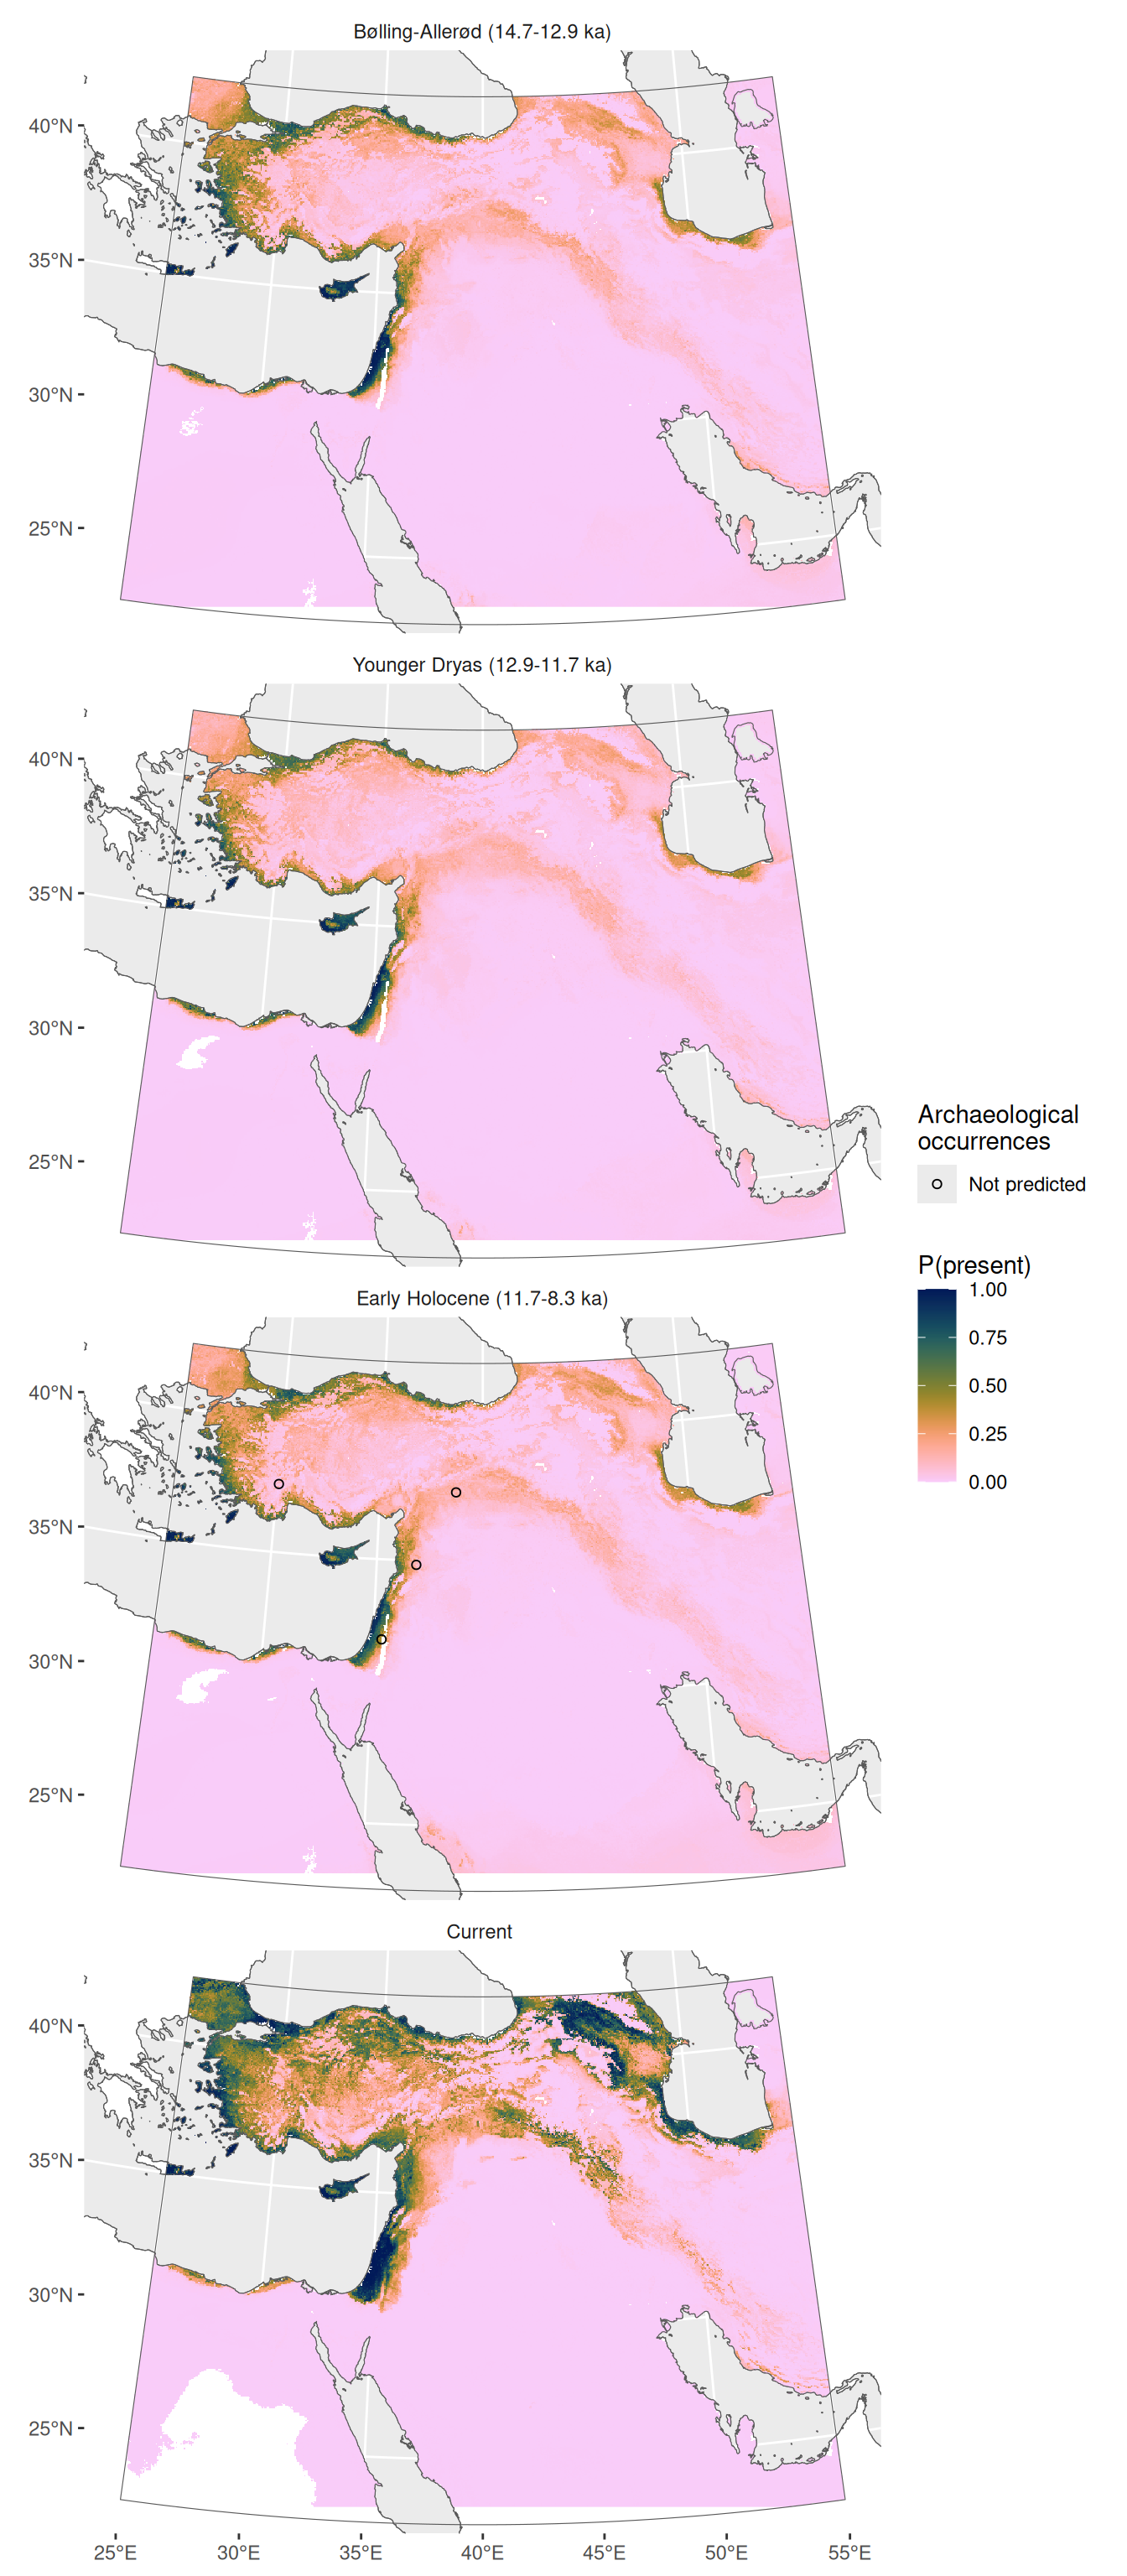 Bølling-Allerød (14.7-12.9 ka)
40°N
35°N
30°N
25°N
Younger Dryas (12.9-11.7 ka)
40°N
35°N
30°N
25°N
Archaeological
occurrences
Not predicted
P(present)
1.00
0.75
0.50
0.25
0.00
Early Holocene (11.7-8.3 ka)
40°N
35°N
30°N
25°N
Current
40°N
35°N
30°N
25°N
25°E 30°E 35°E 40°E 45°E 50°E 55°E